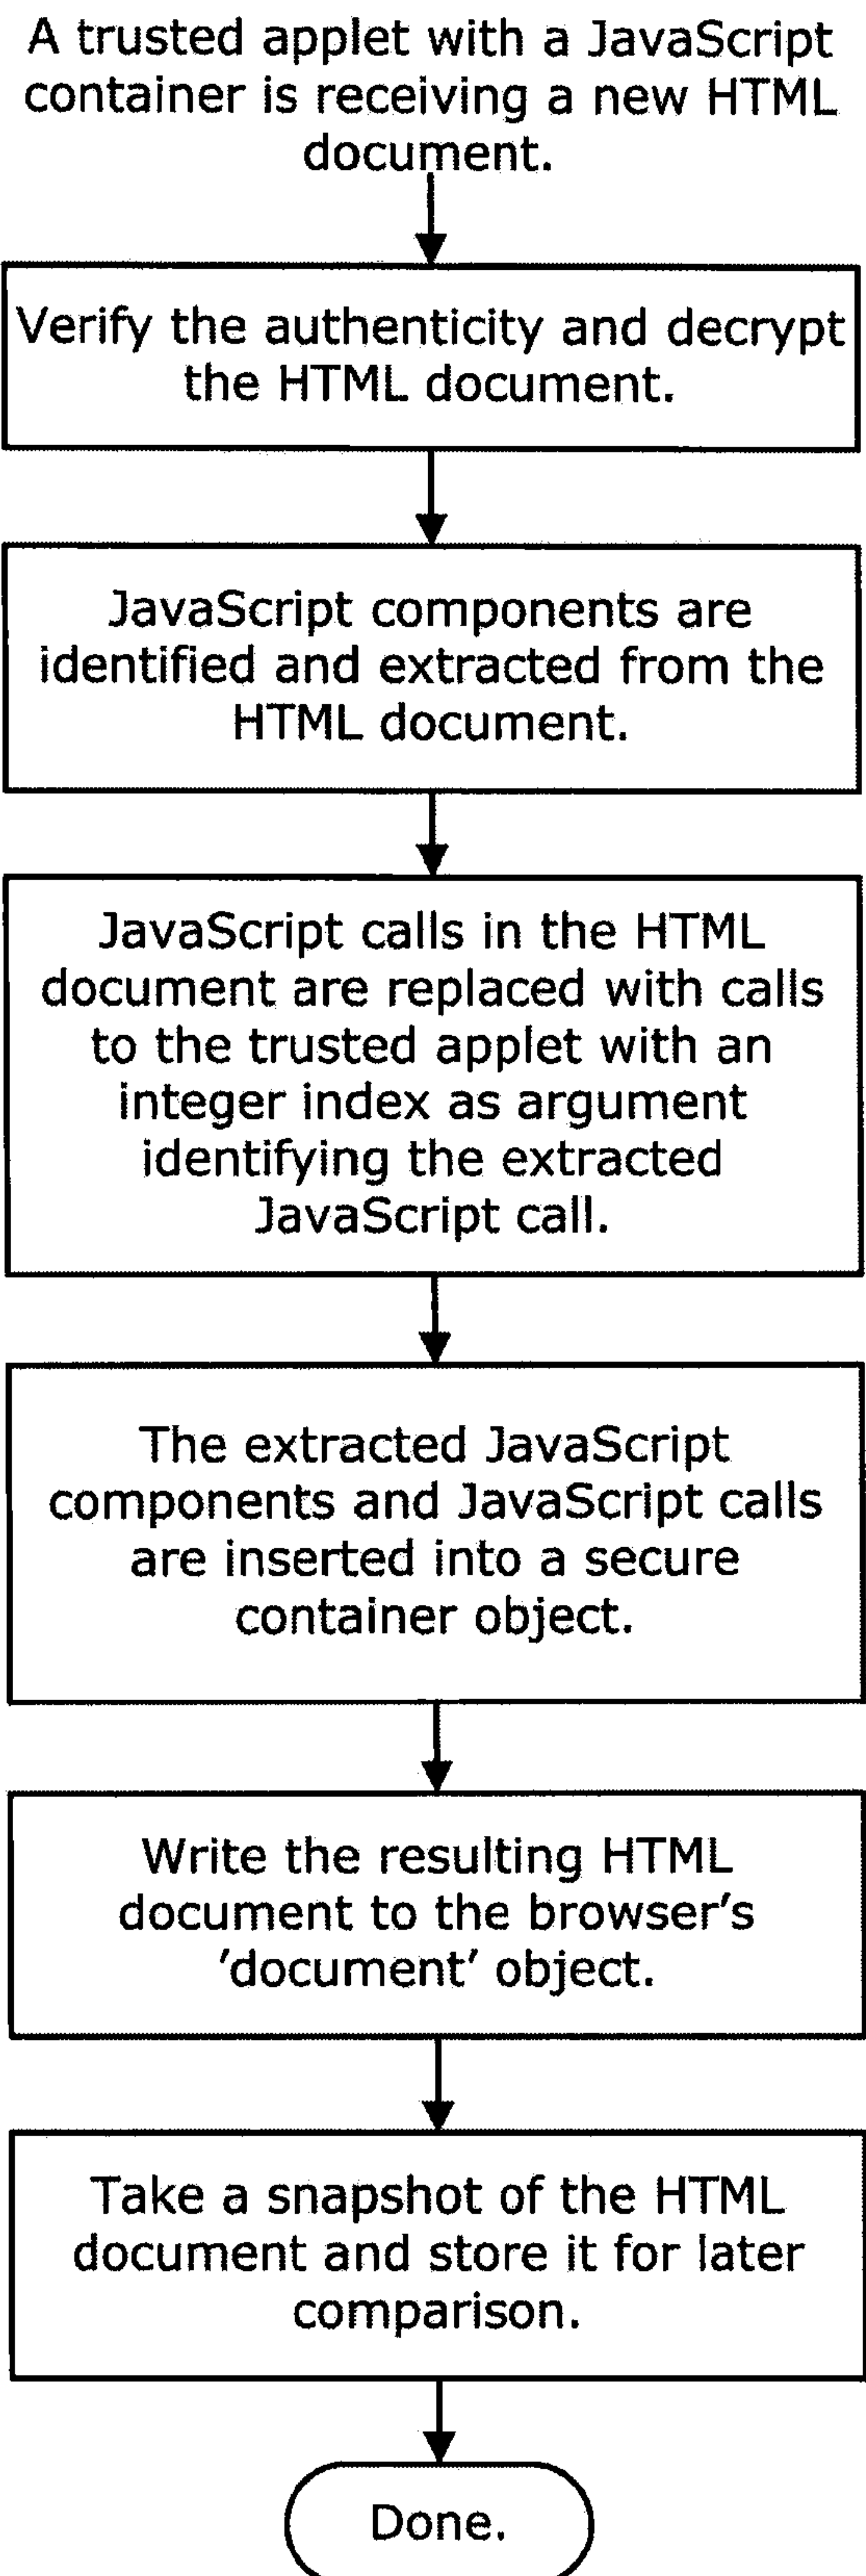 A trusted applet with a JavaScript
container is receiving a new HTML
document.
Verify the authenticity and decrypt
the HTML document.
JavaScript components are
identified and extracted from the
HTML document.
JavaScript calls in the HTML
document are replaced with calls
to the trusted applet with an
integer index as argument
identifying the extracted
JavaScript call.
The extracted JavaScript
components and JavaScript calls
are inserted into a secure
container object.
Write the resulting HTML
document to the browser's
'document' object.
Take a snapshot of the HTML
document and store it for later
comparison.
Done.